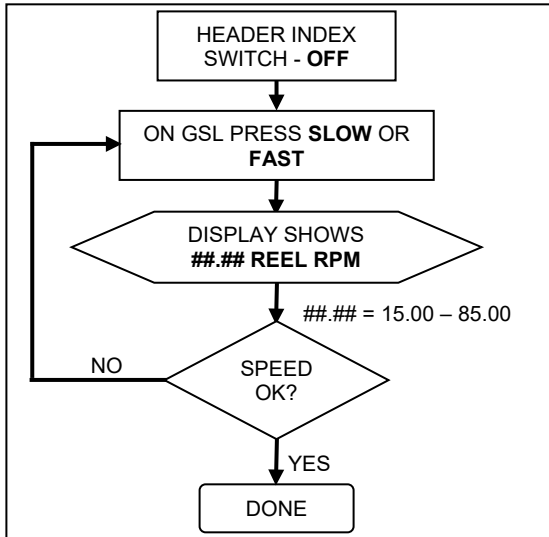 HEADER INDEX
SWITCH - OFF
ON GSL PRESS SLOW OR
FAST
DISPLAY SHOWS
##.## REEL RPM
##.## = 15.00 – 85.00
NO
SPEED
OK?
YES
DONE